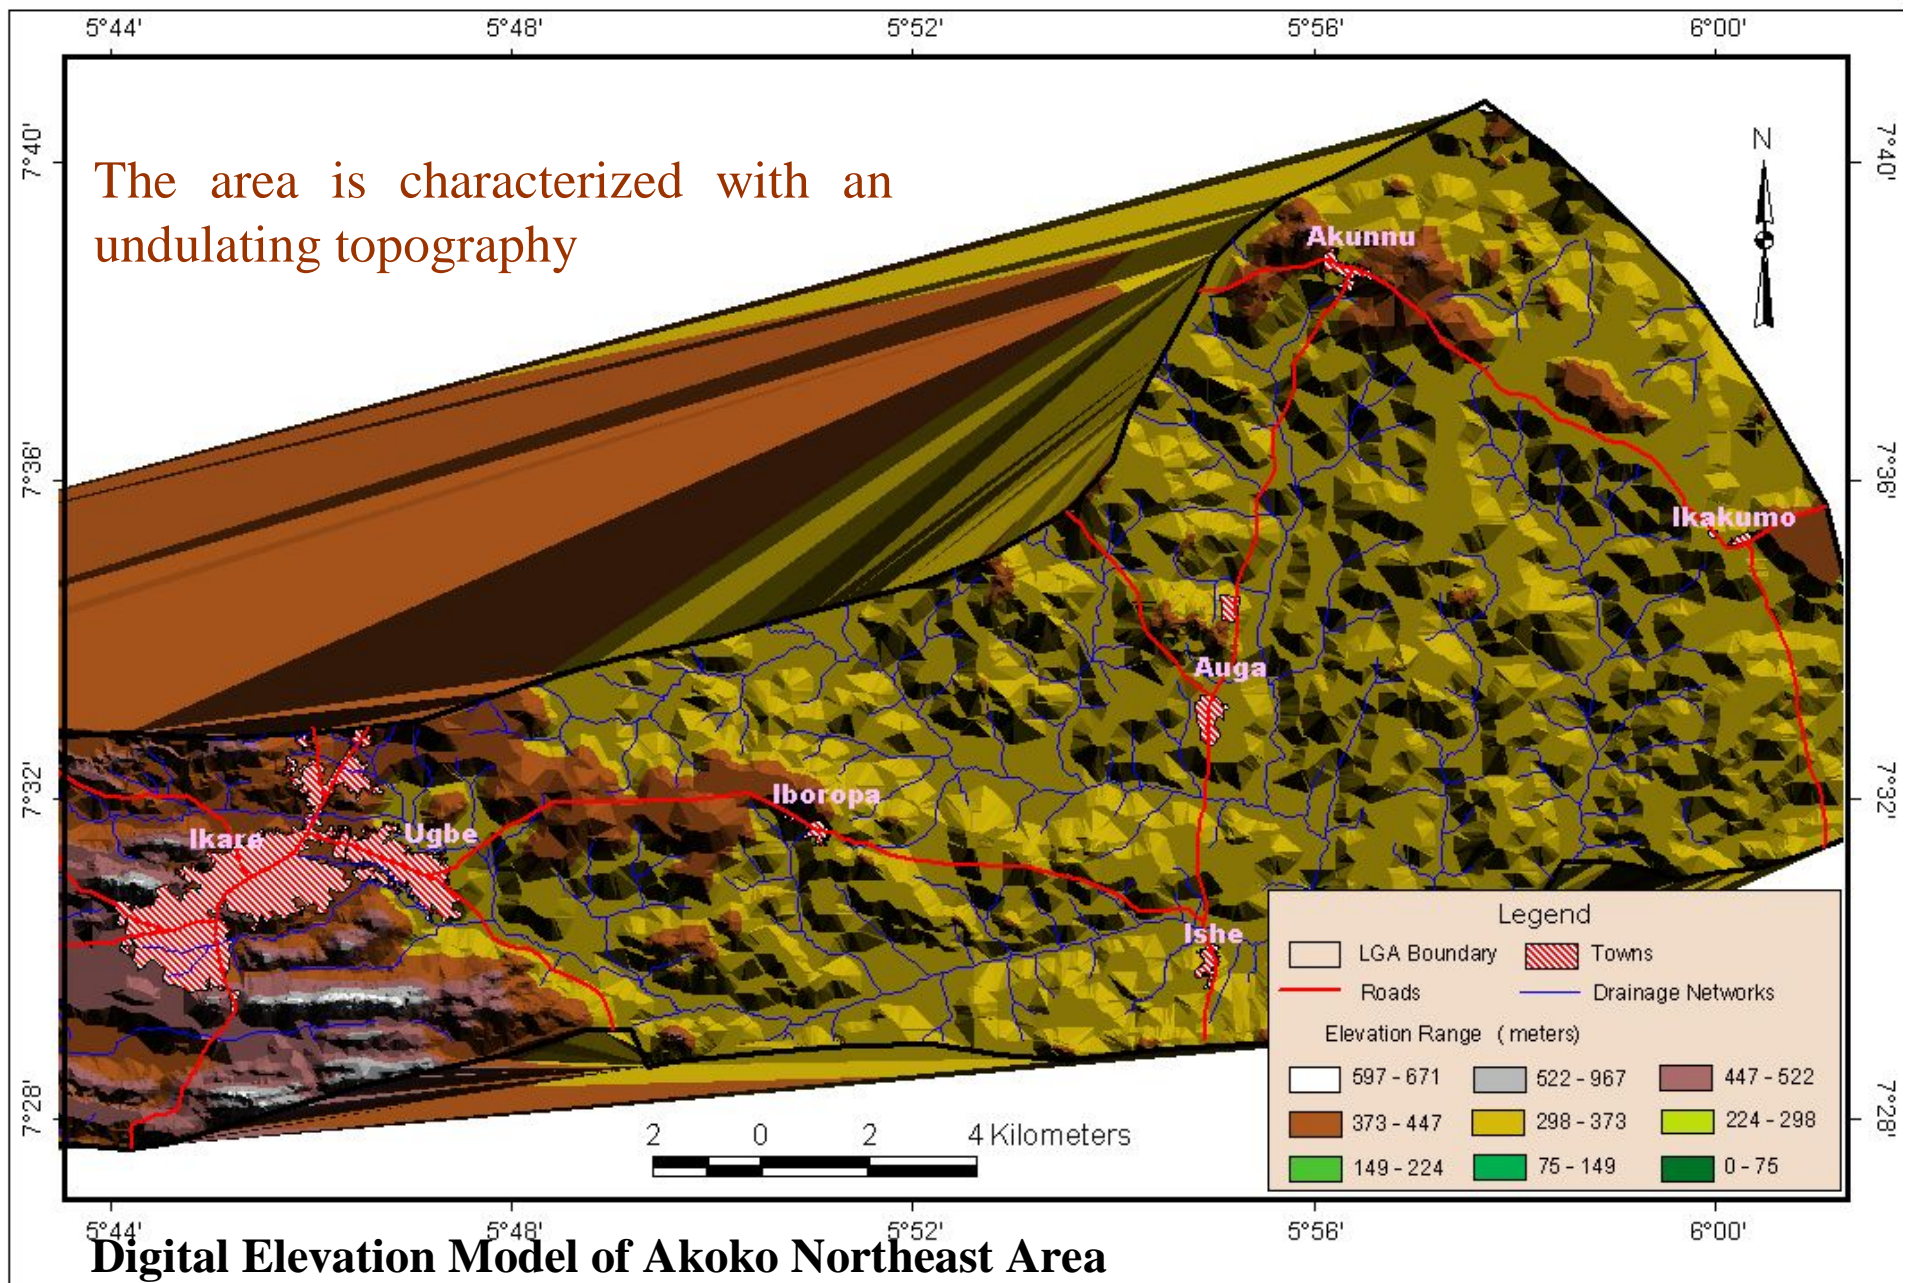 5°44' 5°48' 5°52' 5°56' 6°00'
7°40' 7°40'
N
The area is characterized with an
undulating topography
Akunnu
7°36' 7°36'
Ikakumo
Auga
7°32' 7°32'
Iboropa
Ikare Ugbe
Ishe
Legend
LGA Boundary Towns
Roads Drainage Networks
Elevation Range (meters)
597 - 671 522 - 967 447 - 522
373 - 447 298 - 373 224 - 298
149 - 224 75 - 149 0 - 75
7°28' 7°28'
2 0 2 4 Kilometers
5°44' 5°48' 5°52' 5°56' 6°00'
Digital Elevation Model of Akoko Northeast Area